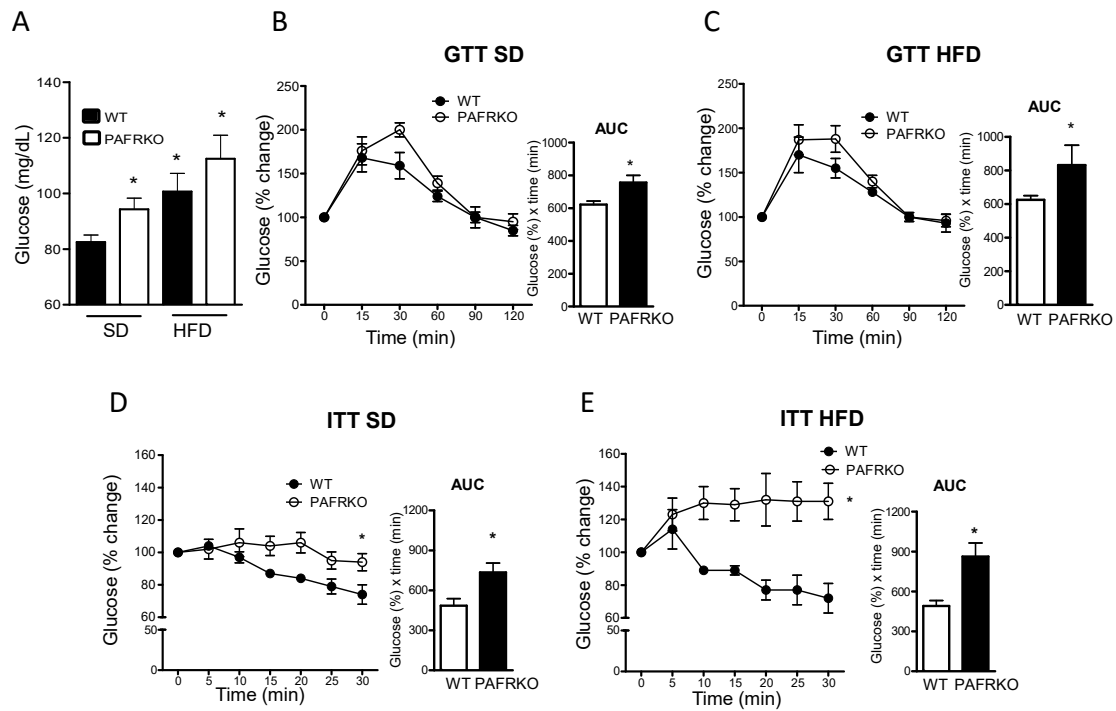 A
Glucose (mg/dL)
140
120
100
80
60
WT
PAFRKO
*
*
*
SD
HFD
B
GTT SD
Glucose (% change)
250
200
150
100
50
0
WT
PAFRKO
0 15 30 60 90 120
Time (min)
AUC
Glucose (%) x time (min)
800
600
400
200
0
*
WT PAFRKO
C
GTT HFD
Glucose (% change)
250
200
150
100
50
0
WT
PAFRKO
0 15 30 60 90 120
Time (min)
AUC
Glucose (%) x time (min)
1000
800
600
400
200
0
*
WT PAFRKO
D
ITT SD
Glucose (% change)
160
140
120
100
80
60
50
0
WT
PAFRKO
*
0 5 10 15 20 25 30
Time (min)
AUC
Glucose (%) x time (min)
1200
900
600
300
0
*
WT PAFRKO
E
ITT HFD
Glucose (% change)
160
140
120
100
80
60
50
0
WT
PAFRKO
*
0 5 10 15 20 25 30
Time (min)
AUC
Glucose (%) x time (min)
1200
900
600
300
0
*
WT PAFRKO